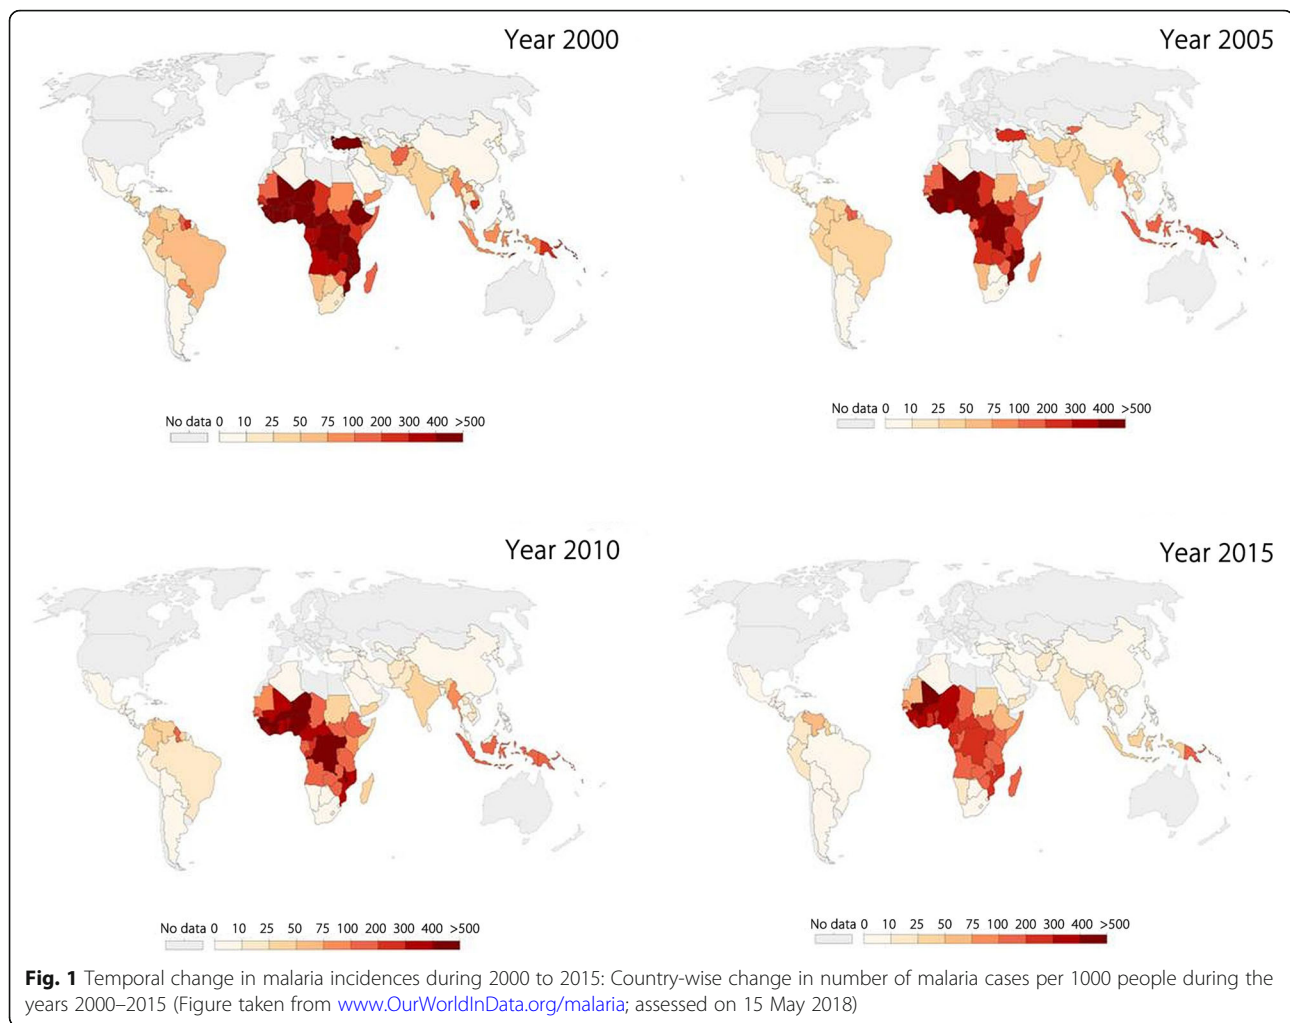 Year 2000
Year 2005
No data 0 10 25 50 75 100 200 300 400 >500
No data 0 10 25 50 75 100 200 300 400 >500
Year 2010
Year 2015
No data 0 10 25 50 75 100 200 300 400 >500
No data 0 10 25 50 75 100 200 300 400 >500
Fig. 1 Temporal change in malaria incidences during 2000 to 2015: Country-wise change in number of malaria cases per 1000 people during the
years 2000–2015 (Figure taken from www.OurWorldInData.org/malaria; assessed on 15 May 2018)